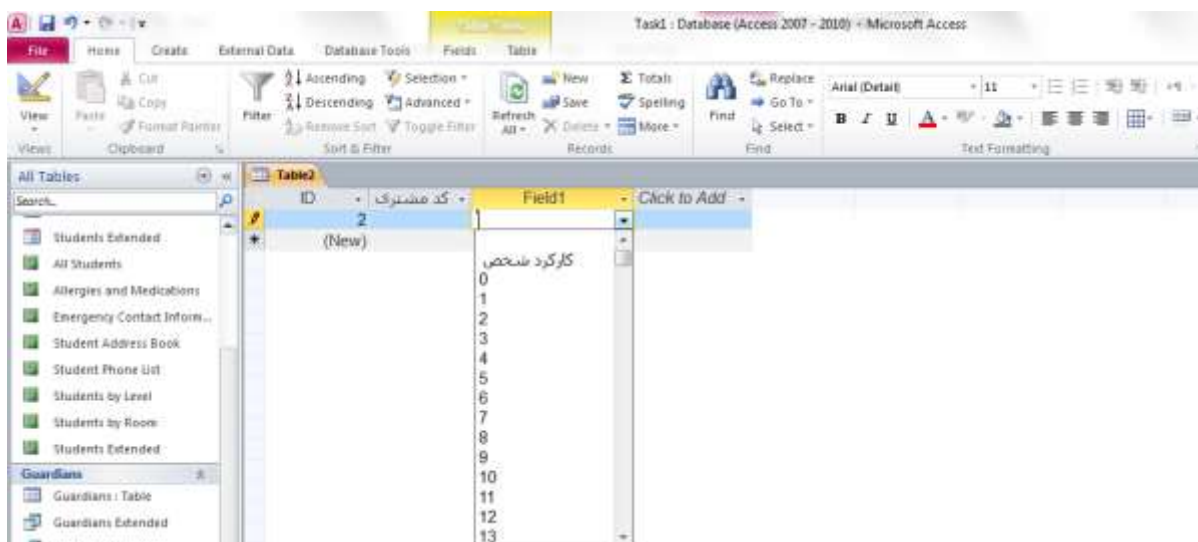 Task1 : Database (Access 2007 - 2010) - Microsoft Access
File Home Create External Data Database Tools Fields Table
Cut Ascending Selection New Totals Replace Arial (Detail) 11
Copy Descending Advanced Save Spelling Go To
View Paste Format Painter Filter Remove Sort Toggle Filter Refresh All Delete More Find Select B I U A
Views Clipboard Sort & Filter Records Find Text Formatting
All Tables
Search...
Students Extended
All Students
Allergies and Medications
Emergency Contact Inform...
Student Address Book
Student Phone List
Students by Level
Students by Room
Students Extended
Guardians
Guardians : Table
Guardians Extended
Table2
ID کد مشترک Field1 Click to Add
2
(New)
کارکرد شخص
0
1
2
3
4
5
6
7
8
9
10
11
12
13